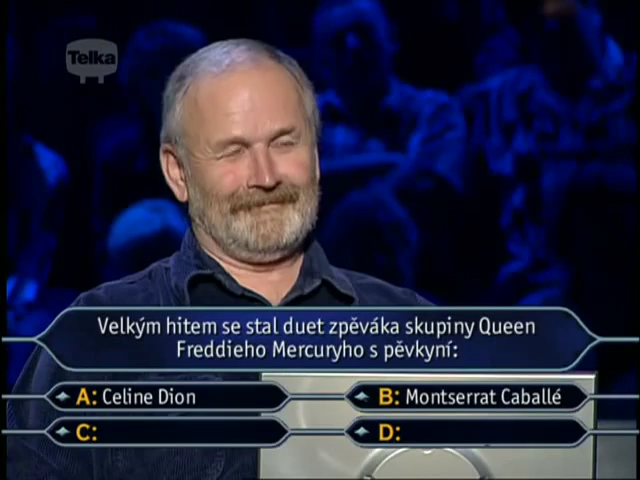 Telka
Velkým hitem se stal duet zpěváka skupiny Queen
Freddieho Mercuryho s pěvkyní:
A: Celine Dion
B: Montserrat Caballé
C:
D: